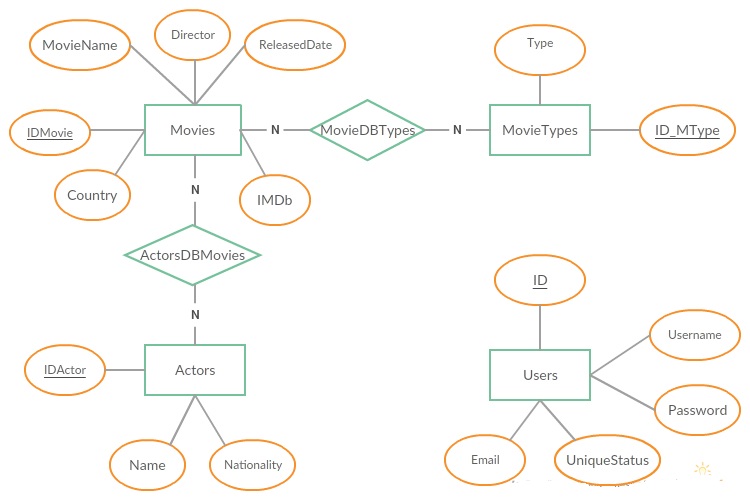 Director
MovieName
ReleasedDate
Type
IDMovie
Movies
N
MovieDBTypes
N
MovieTypes
ID_MType
Country
N
IMDb
ActorsDBMovies
ID
N
Username
IDActor
Actors
Users
Password
Name
Nationality
Email
UniqueStatus